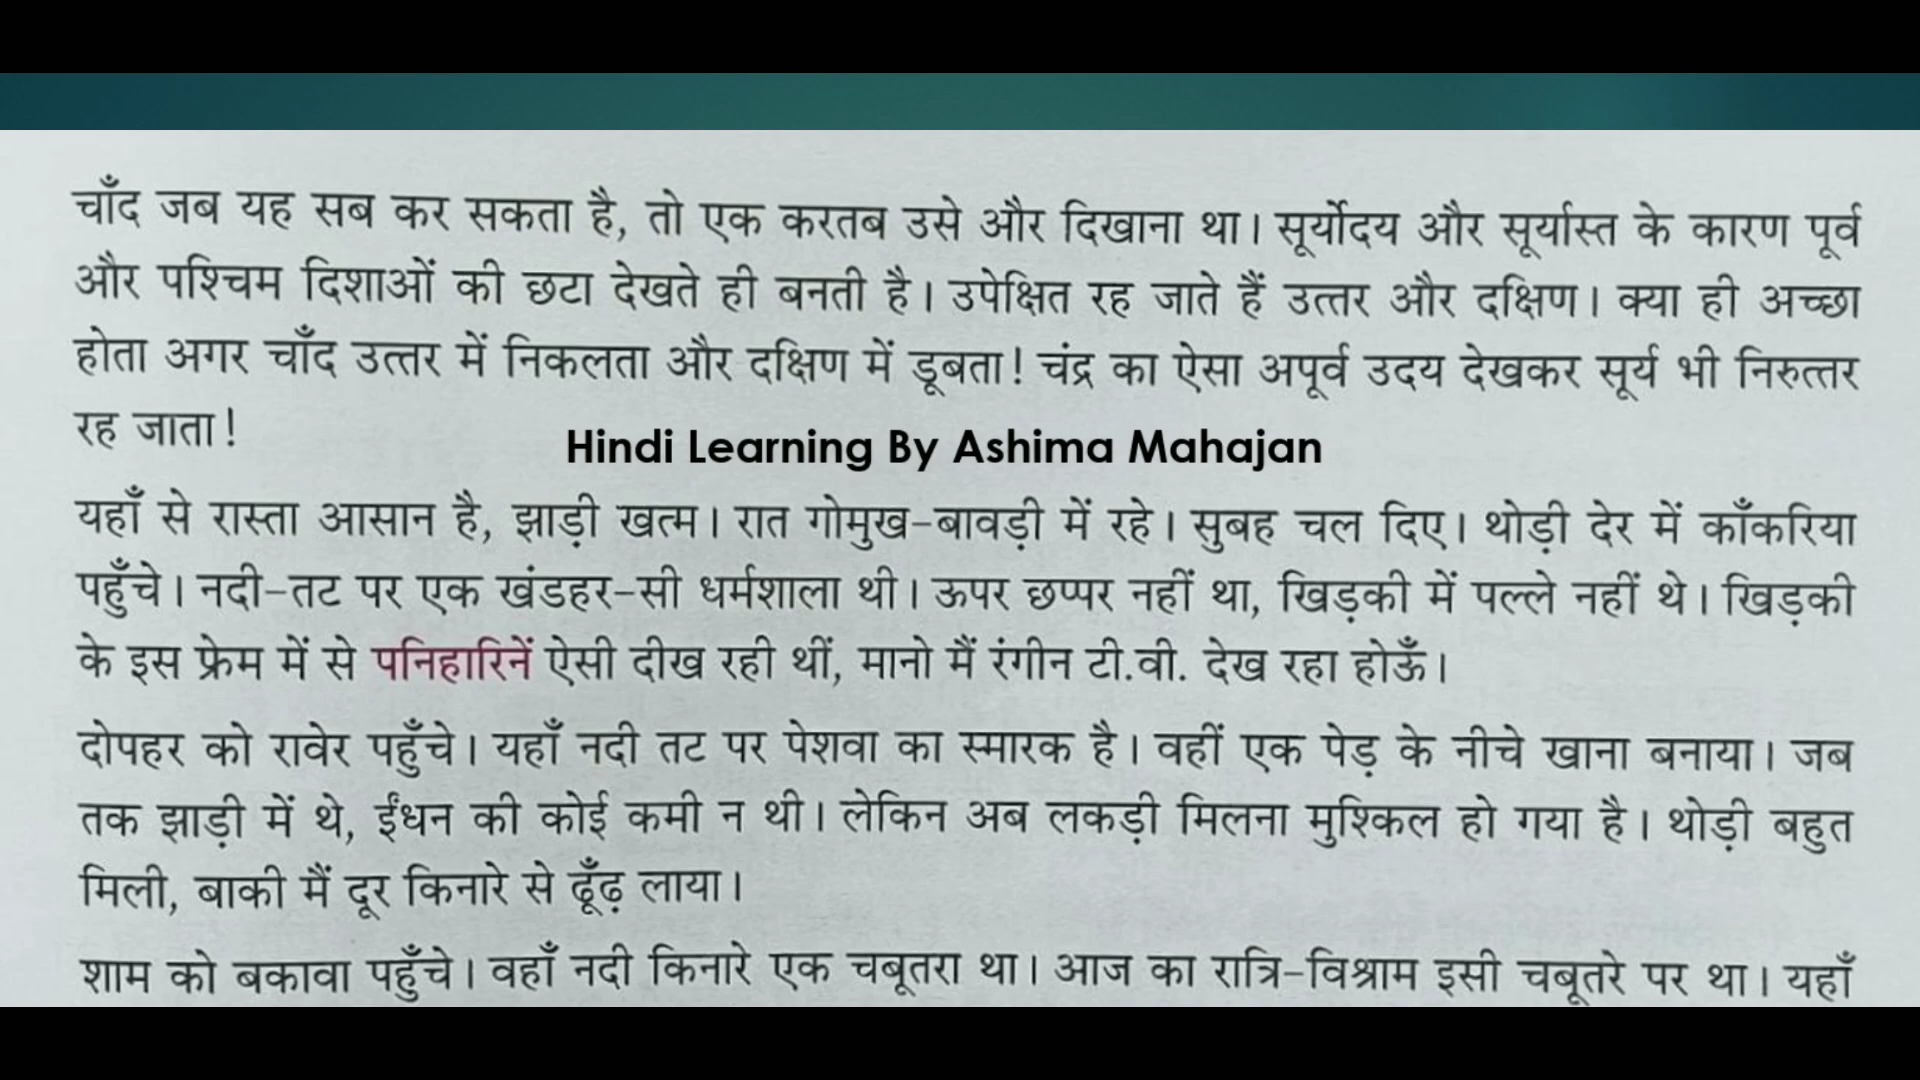 चाँद जब यह सब कर सकता है, तो एक करतब उसे और दिखाना था। सूर्योदय और सूर्यास्त के कारण पूर्व
और पश्चिम दिशाओं की छटा देखते ही बनती है। उपेक्षित रह जाते हैं उत्तर और दक्षिण। क्या ही अच्छा
होता अगर चाँद उत्तर में निकलता और दक्षिण में डूबता! चंद्र का ऐसा अपूर्व उदय देखकर सूर्य भी निरुत्तर
रह जाता!
Hindi Learning By Ashima Mahajan
यहाँ से रास्ता आसान है, झाड़ी खत्म। रात गोमुख-बावड़ी में रहे। सुबह चल दिए। थोड़ी देर में काँकरिया
पहुँचे। नदी-तट पर एक खंडहर-सी धर्मशाला थी। ऊपर छप्पर नहीं था, खिड़की में पल्ले नहीं थे। खिड़की
के इस फ्रेम में से पनिहारिनें ऐसी दीख रही थीं, मानो मैं रंगीन टी.वी. देख रहा होऊँ।
दोपहर को रावेर पहुँचे। यहाँ नदी तट पर पेशवा का स्मारक है। वहीं एक पेड़ के नीचे खाना बनाया। जब
तक झाड़ी में थे, ईंधन की कोई कमी न थी। लेकिन अब लकड़ी मिलना मुश्किल हो गया है। थोड़ी बहुत
मिली, बाकी मैं दूर किनारे से ढूँढ़ लाया।
शाम को बकावा पहुँचे। वहाँ नदी किनारे एक चबूतरा था। आज का रात्रि-विश्राम इसी चबूतरे पर था। यहाँ